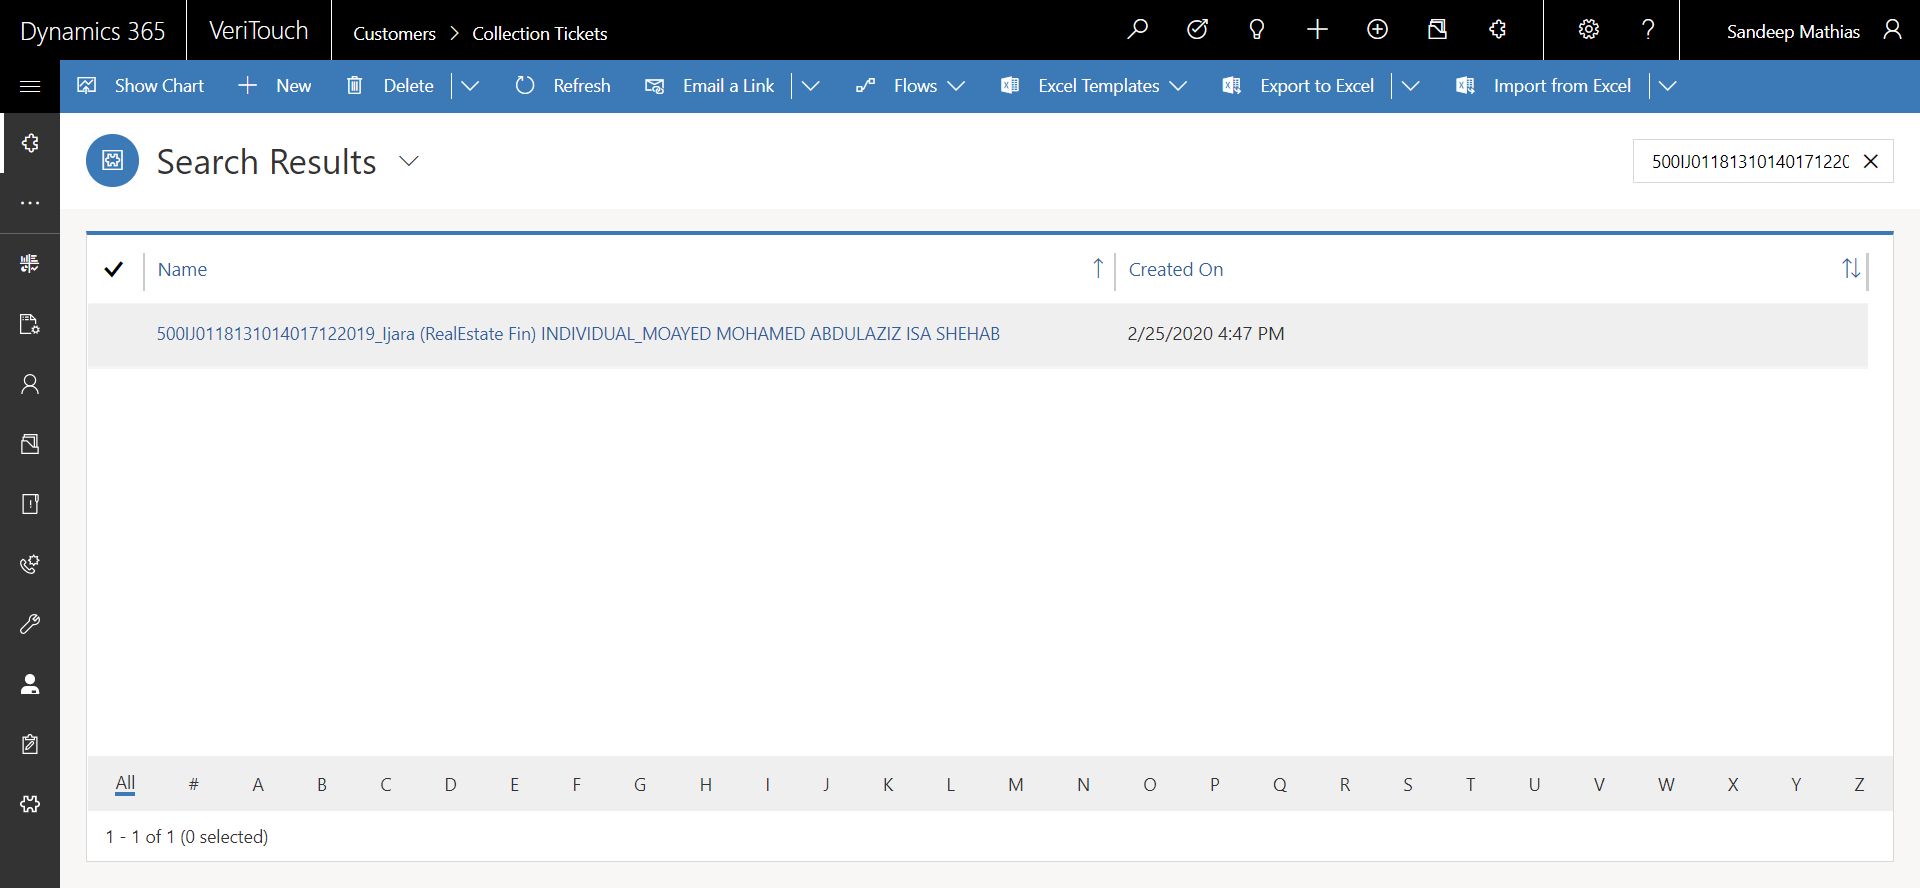 Dynamics 365 VeriTouch Customers > Collection Tickets ? Sandeep Mathias
Show Chart New Delete Refresh Email a Link Flows Excel Templates Export to Excel Import from Excel
Search Results 500IJ0118131014017122
Name Created On
500IJ0118131014017122019_Ijara (RealEstate Fin) INDIVIDUAL_MOAYED MOHAMED ABDULAZIZ ISA SHEHAB 2/25/2020 4:47 PM
All # A B C D E F G H I J K L M N O P Q R S T U V W X Y Z
1 - 1 of 1 (0 selected)